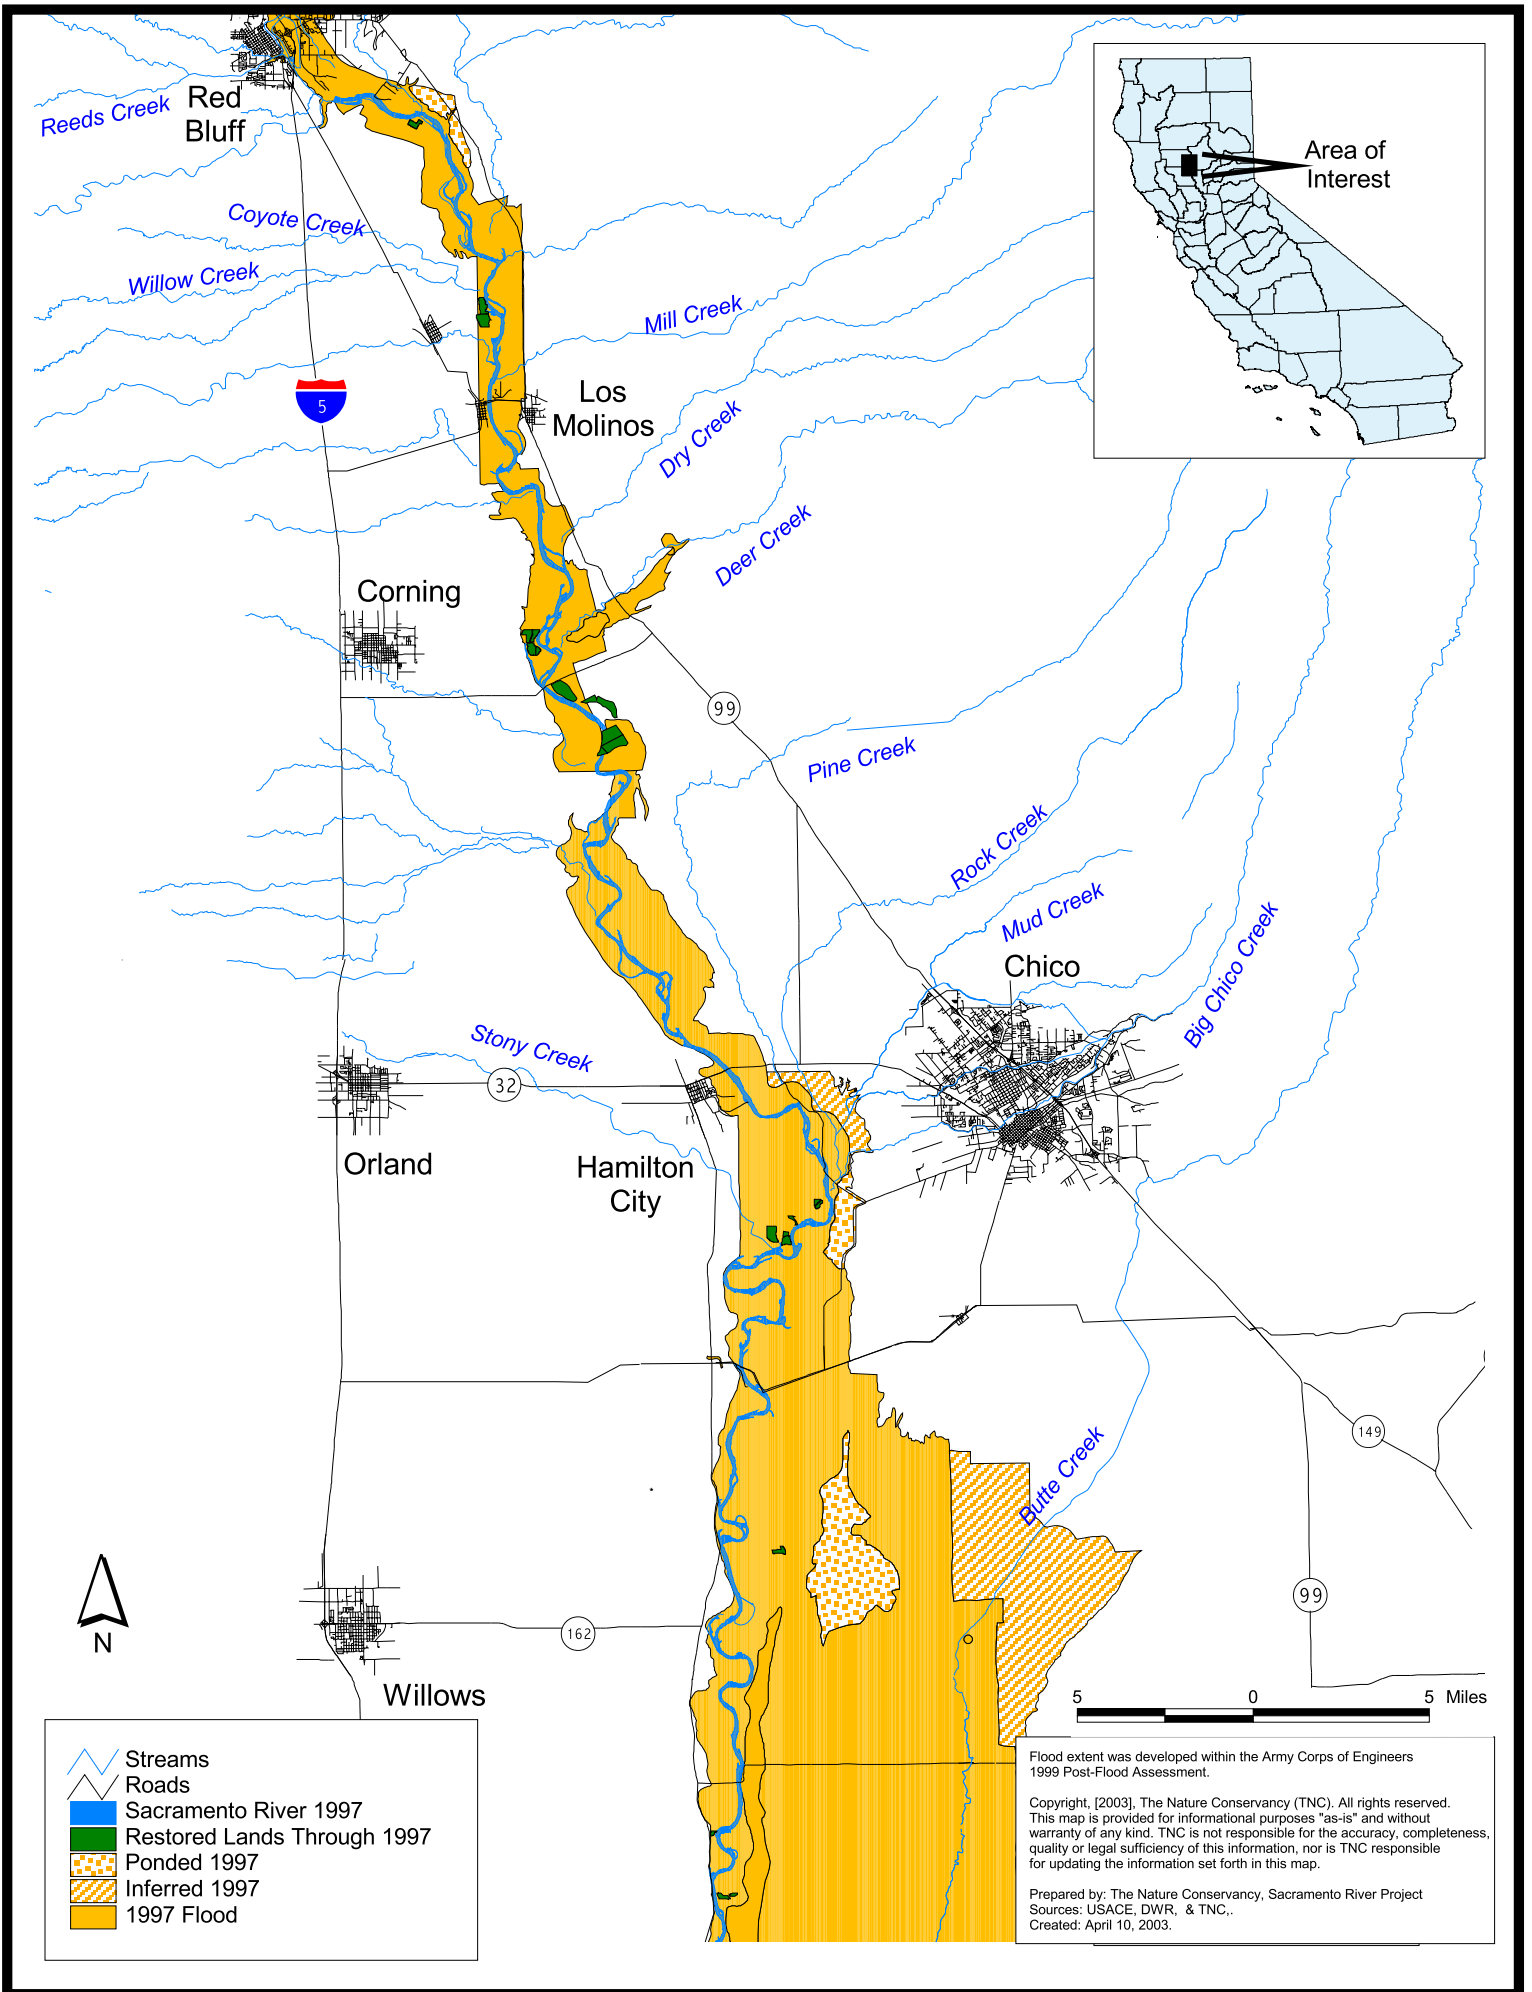 Reeds Creek
Red
Bluff
Area of
Interest
Coyote Creek
Willow Creek
Mill Creek
5
Los
Molinos
Dry Creek
Deer Creek
Corning
99
Pine Creek
Rock Creek
Mud Creek
Big Chico Creek
Chico
Stony Creek
32
Orland
Hamilton
City
149
Butte Creek
99
N
162
Willows
5 0 5 Miles
Streams
Roads
Sacramento River 1997
Restored Lands Through 1997
Ponded 1997
Inferred 1997
1997 Flood
Flood extent was developed within the Army Corps of Engineers
1999 Post-Flood Assessment.
Copyright, [2003], The Nature Conservancy (TNC). All rights reserved.
This map is provided for informational purposes "as-is" and without
warranty of any kind. TNC is not responsible for the accuracy, completeness,
quality or legal sufficiency of this information, nor is TNC responsible
for updating the information set forth in this map.
Prepared by: The Nature Conservancy, Sacramento River Project
Sources: USACE, DWR, & TNC,.
Created: April 10, 2003.